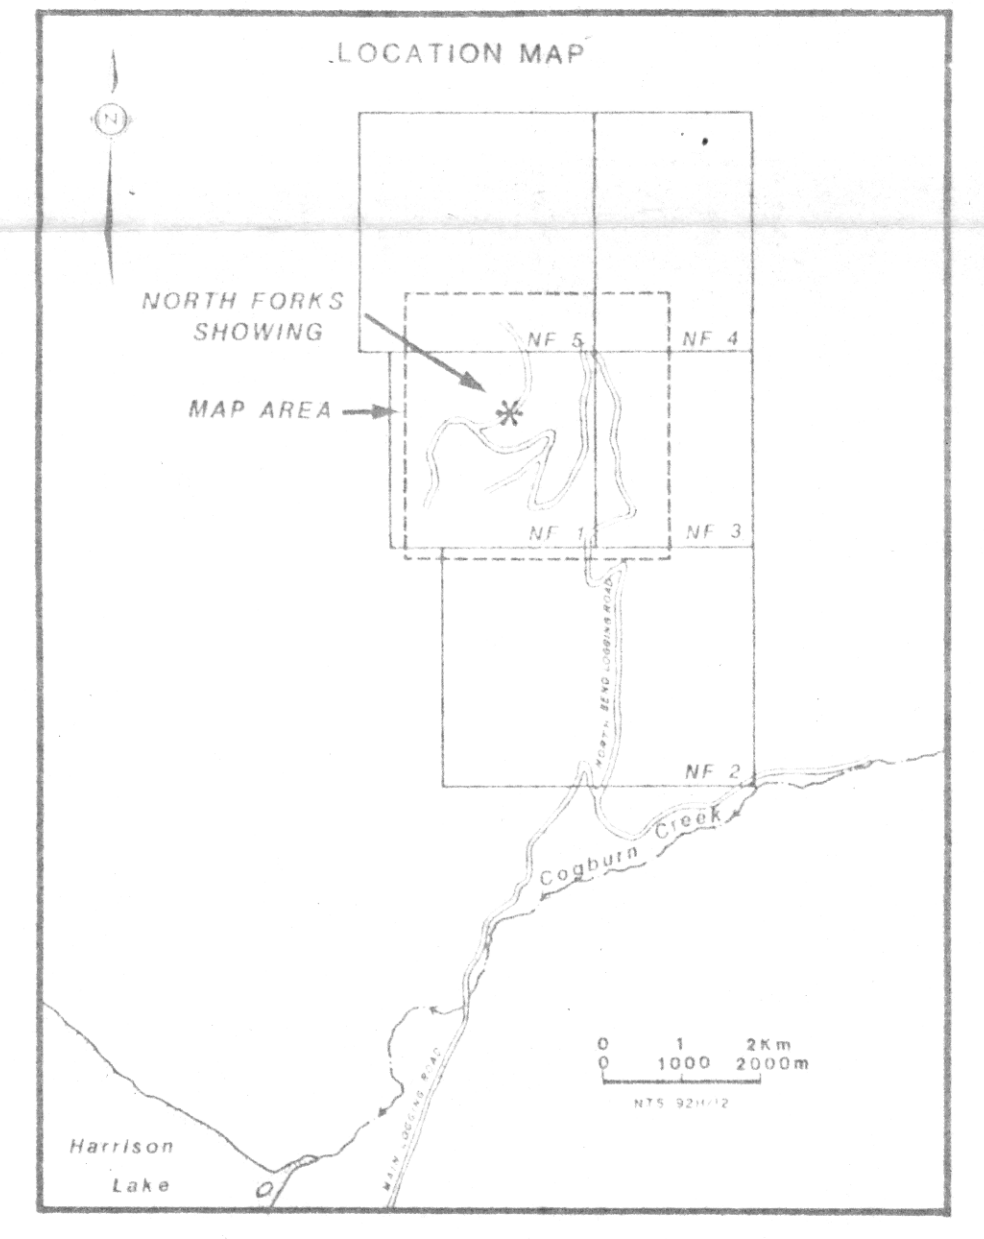 LOCATION MAP
N
NORTH FORKS
SHOWING
NF 5
NF 4
MAP AREA
NF 1
NF 3
NORTH BEND LOGGING ROAD
NF 2
Cogburn Creek
0 1 2Km
0 1000 2000m
NTS 92H/12
MAIN LOGGING ROAD
Harrison
Lake